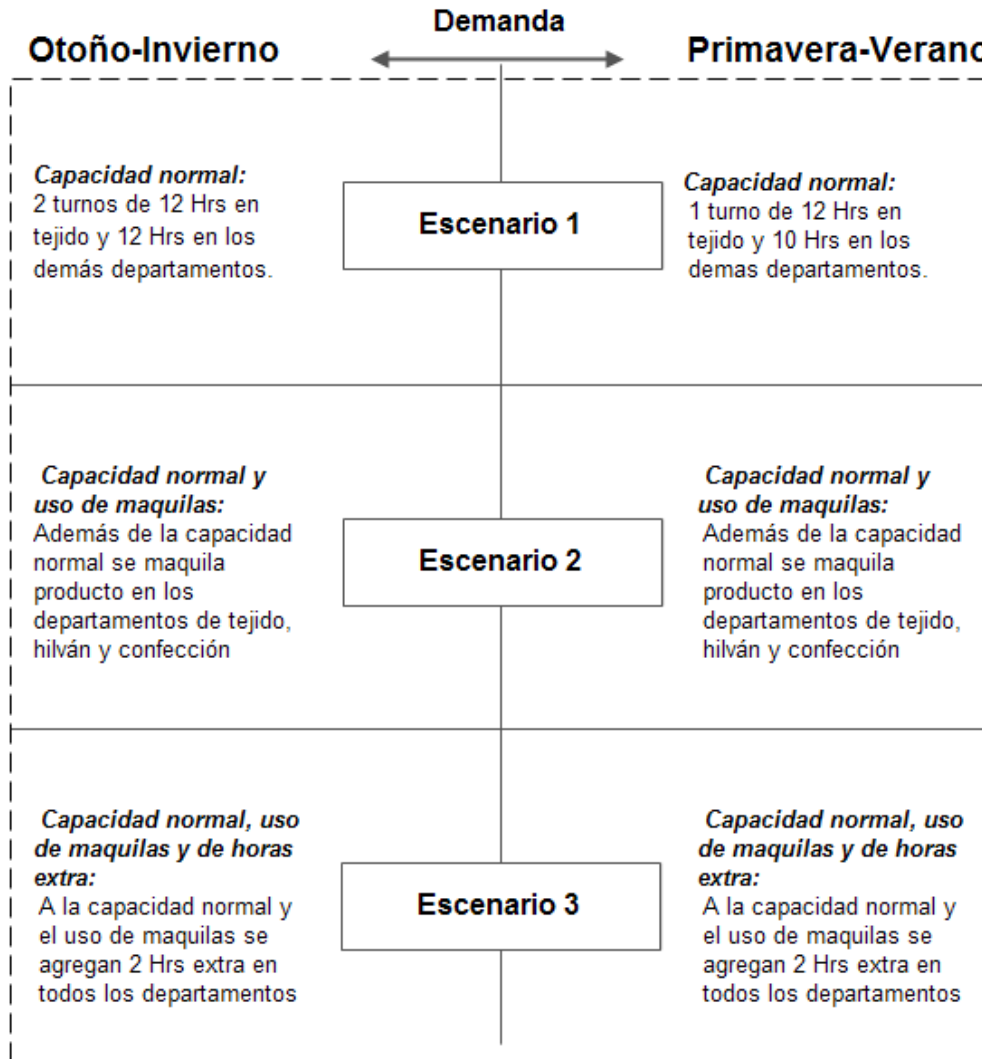 Demanda
Otoño-Invierno
Primavera-Verano
Capacidad normal:
2 turnos de 12 Hrs en
tejido y 12 Hrs en los
demás departamentos.
Escenario 1
Capacidad normal:
1 turno de 12 Hrs en
tejido y 10 Hrs en los
demas departamentos.
Capacidad normal y
uso de maquilas:
Además de la capacidad
normal se maquila
producto en los
departamentos de tejido,
hilván y confección
Escenario 2
Capacidad normal y
uso de maquilas:
Además de la capacidad
normal se maquila
producto en los
departamentos de tejido,
hilván y confección
Capacidad normal, uso
de maquilas y de horas
extra:
A la capacidad normal y
el uso de maquilas se
agregan 2 Hrs extra en
todos los departamentos
Escenario 3
Capacidad normal, uso
de maquilas y de horas
extra:
A la capacidad normal y
el uso de maquilas se
agregan 2 Hrs extra en
todos los departamentos